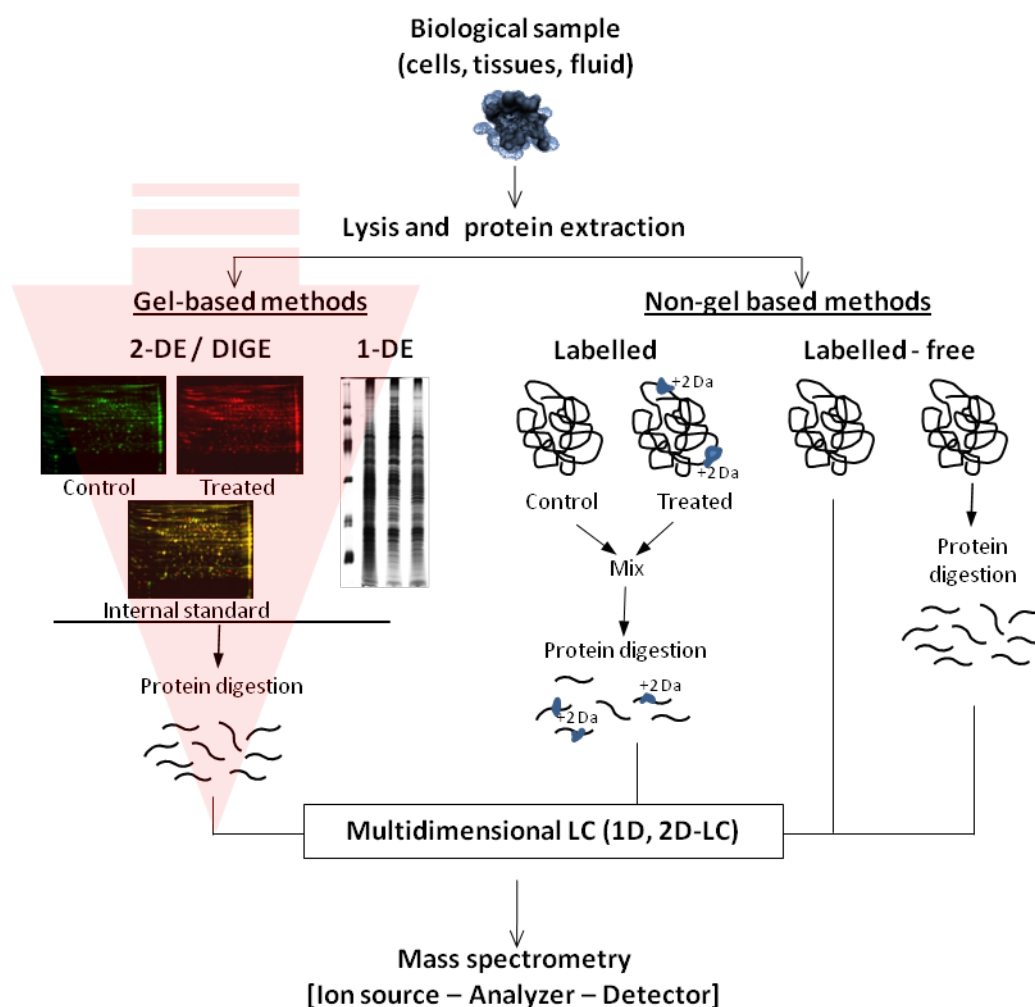 Biological sample
(cells, tissues, fluid)
Lysis and protein extraction
Gel-based methods
2-DE / DIGE
1-DE
Control
Treated
Internal standard
Protein digestion
Non-gel based methods
Labelled
+2 Da
+2 Da
Control
Treated
Mix
Protein digestion
+2 Da
+2 Da
Labelled - free
Protein
digestion
Multidimensional LC (1D, 2D-LC)
Mass spectrometry
[Ion source – Analyzer – Detector]